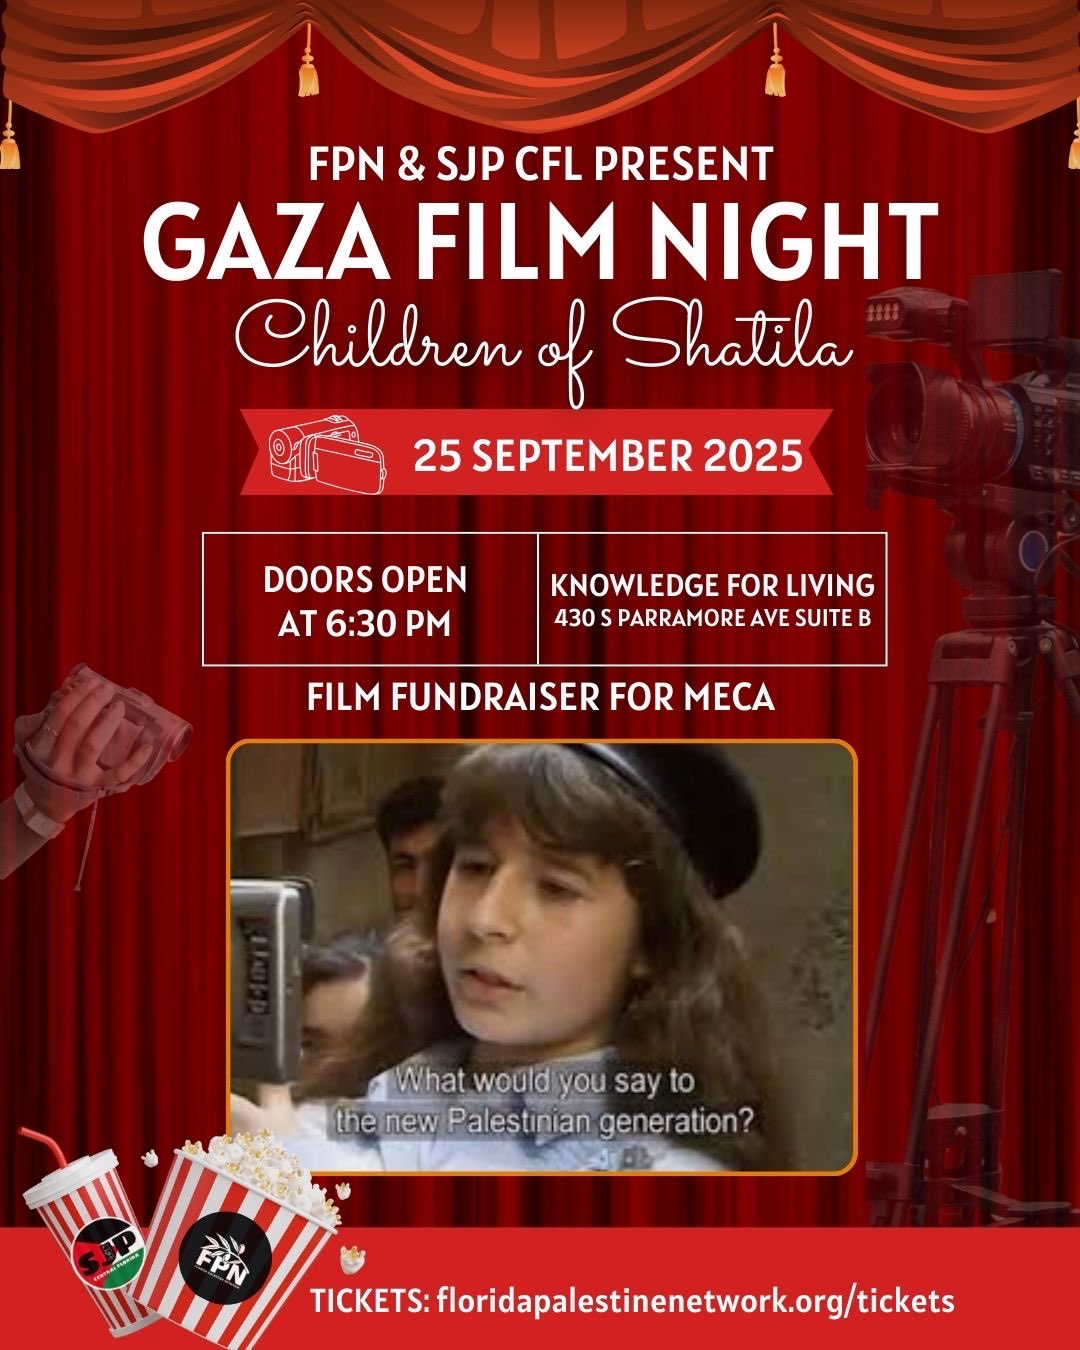 FPN & SJP CFL PRESENT
GAZA FILM NIGHT
Children of Shatila
25 SEPTEMBER 2025
DOORS OPEN
AT 6:30 PM
KNOWLEDGE FOR LIVING
430 S PARRAMORE AVE SUITE B
FILM FUNDRAISER FOR MECA
What would you say to
the new Palestinian generation?
SJP
CENTRAL FLORIDA
FPN
TICKETS: floridapalestinenetwork.org/tickets